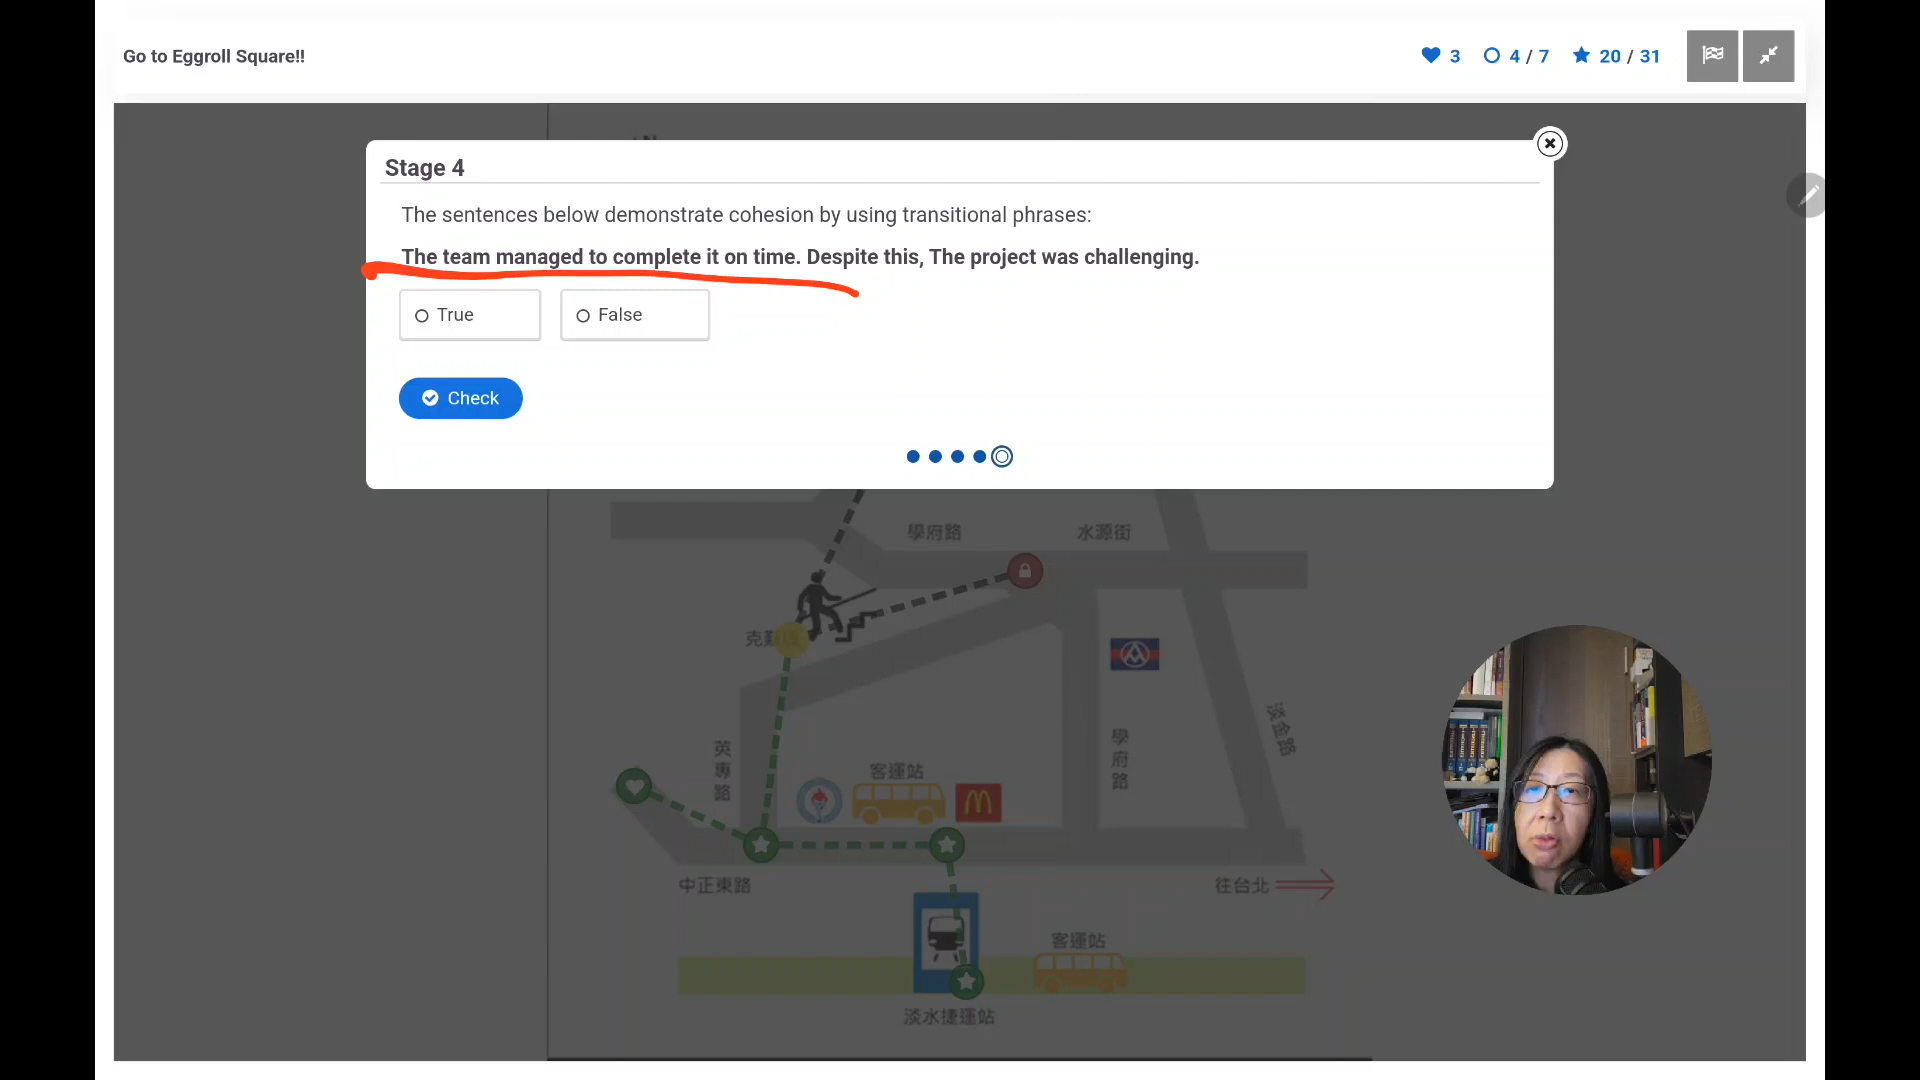 Go to Eggroll Square!!
3 4 / 7 20 / 31
Stage 4
The sentences below demonstrate cohesion by using transitional phrases:
The team managed to complete it on time. Despite this, The project was challenging.
True False
Check
學府路 水源街
淡金路
英專路
客運站
學府路
中正東路 往台北
客運站
淡水捷運站